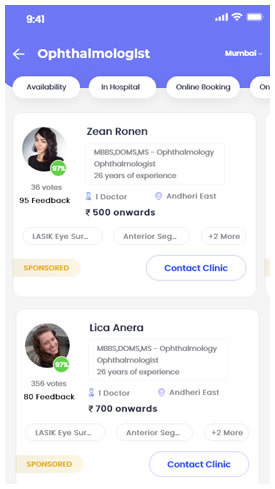 9:41
Ophthalmologist
Mumbai
Availability
In Hospital
Online Booking
On
Zean Ronen
MBBS,DOMS,MS - Ophthalmology
Ophthalmologist
26 years of experience
97%
36 votes
95 Feedback
1 Doctor
Andheri East
₹ 500 onwards
LASIK Eye Sur...
Anterior Seg...
+2 More
SPONSORED
Contact Clinic
Lica Anera
MBBS,DOMS,MS - Ophthalmology
Ophthalmologist
26 years of experience
97%
356 votes
80 Feedback
1 Doctor
Andheri East
₹ 700 onwards
LASIK Eye Sur...
Anterior Seg...
+2 More
SPONSORED
Contact Clinic